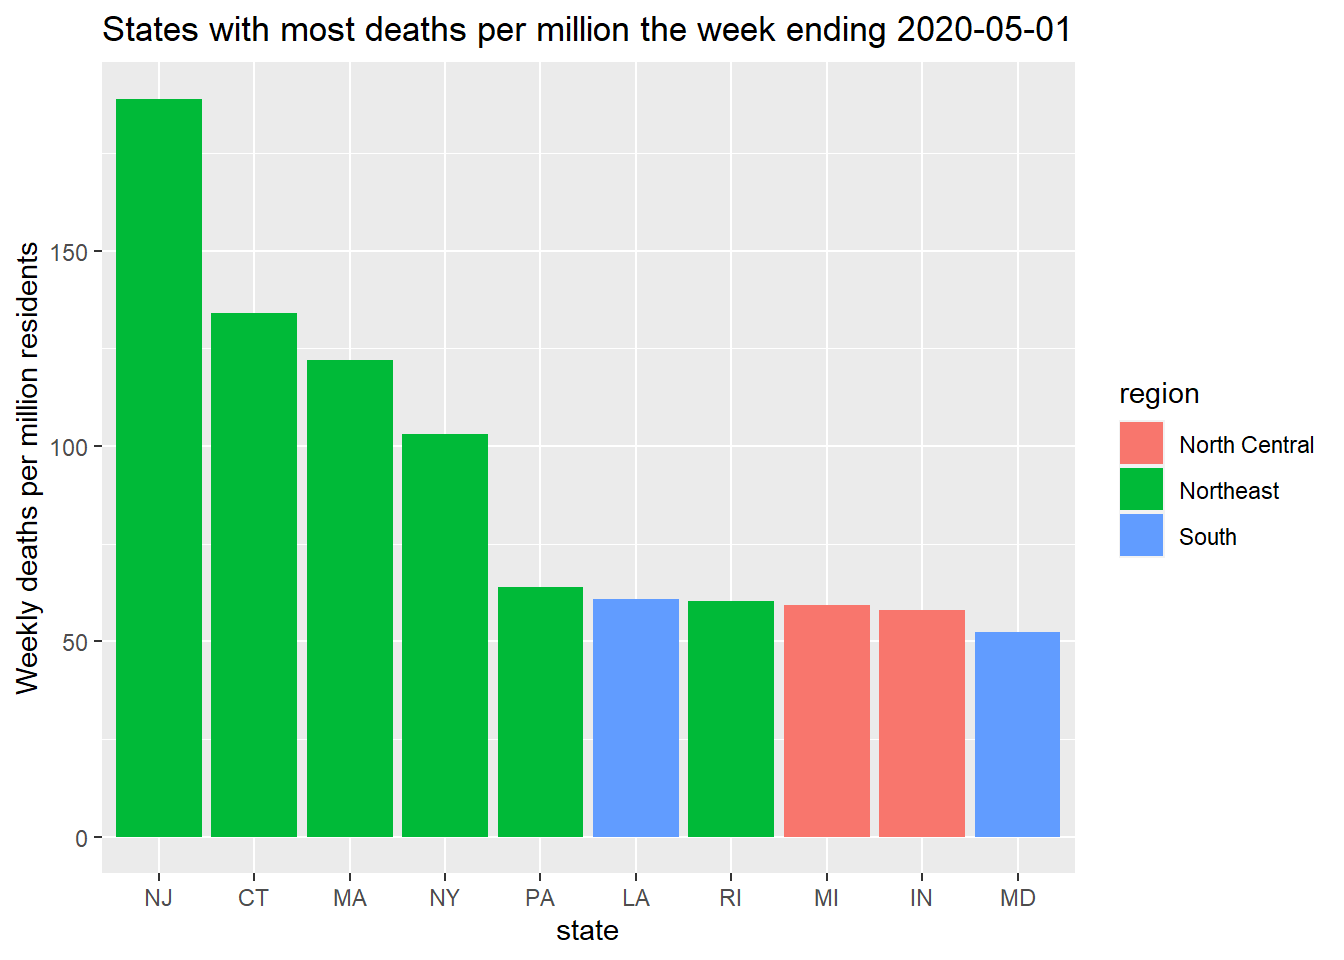 States with most deaths per million the week ending 2020-05-01
Weekly deaths per million residents
150
100
50
0
NJ CT MA NY PA LA RI MI IN MD
state
region
North Central
Northeast
South